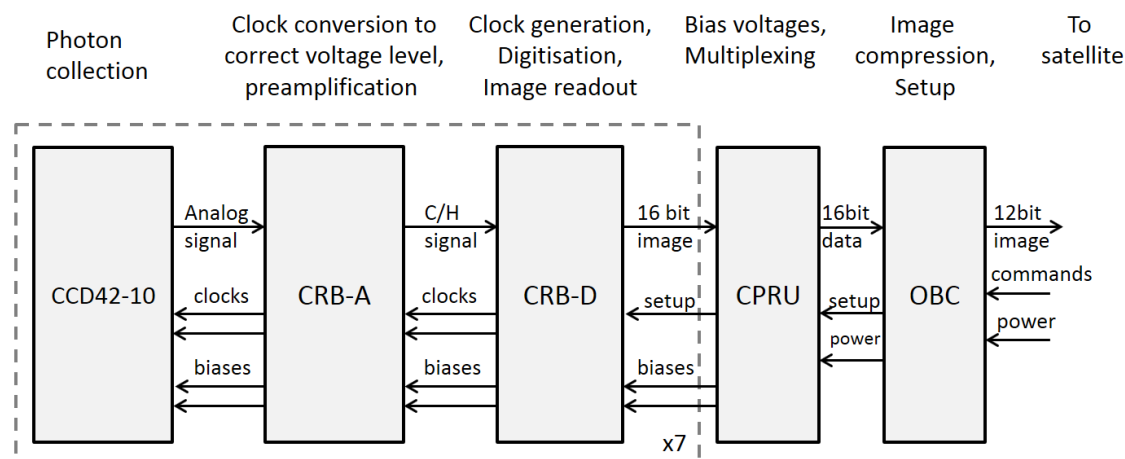 Photon
collection
Clock conversion to
correct voltage level,
preamplification
Clock generation,
Digitisation,
Image readout
Bias voltages,
Multiplexing
Image
compression,
Setup
To
satellite
CCD42-10
Analog
signal
clocks
biases
CRB-A
C/H
signal
clocks
biases
CRB-D
16 bit
image
setup
biases
x7
CPRU
16bit
data
setup
power
OBC
12bit
image
commands
power